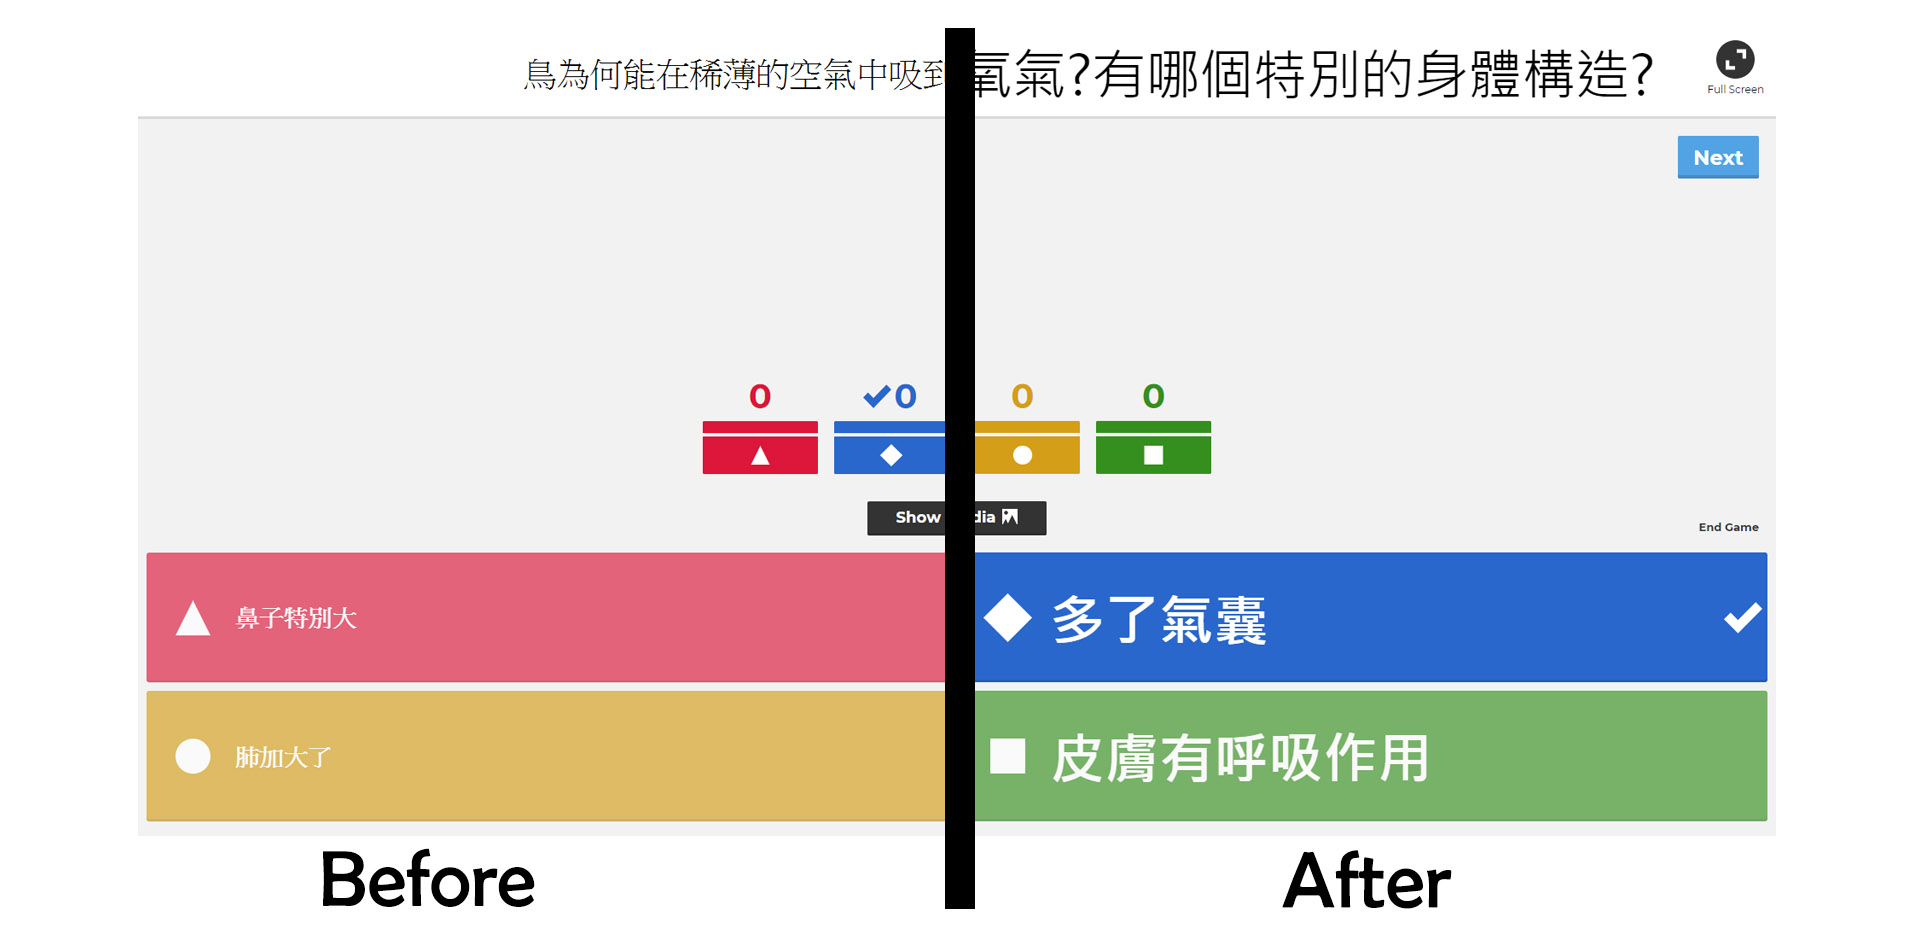 鳥為何能在稀薄的空氣中吸到氧氣?有哪個特別的身體構造?
Full Screen
Next
0 0 0 0
Show dia
End Game
鼻子特別大
多了氣囊
肺加大了
皮膚有呼吸作用
Before
After